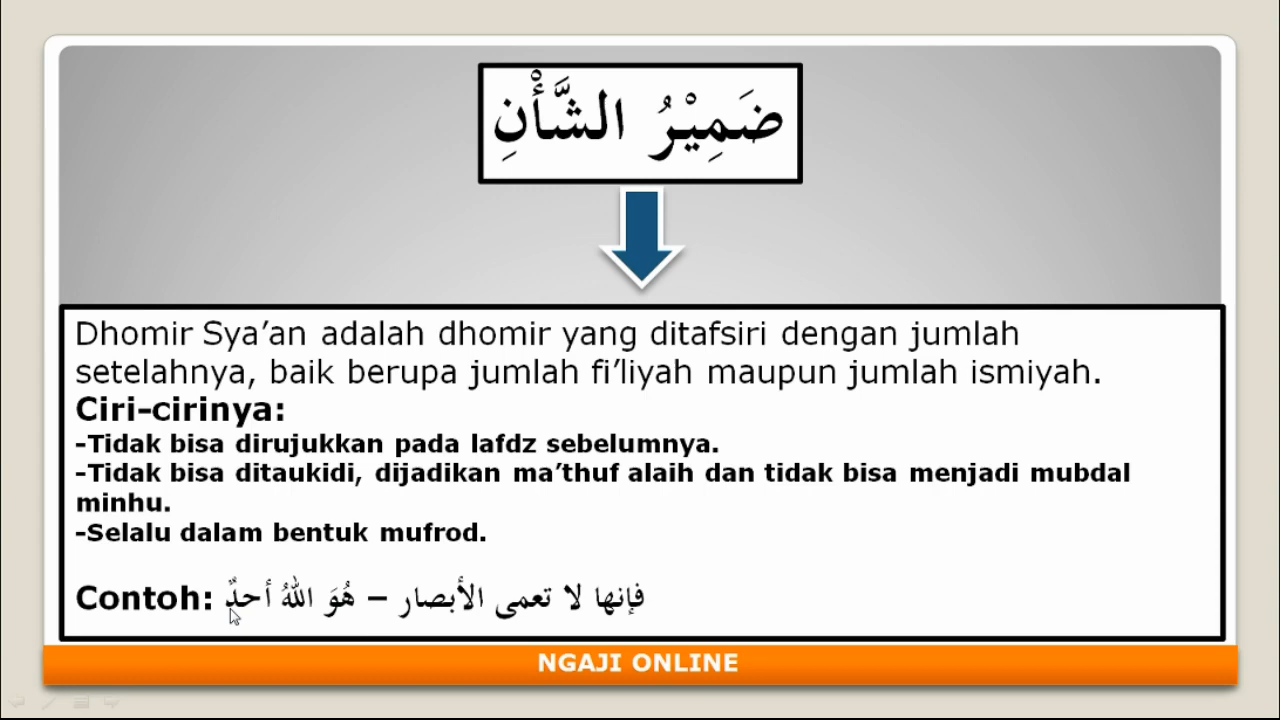 ضَمِيْرُ الشَّأْنِ
Dhomir Sya’an adalah dhomir yang ditafsiri dengan jumlah
setelahnya, baik berupa jumlah fi’liyah maupun jumlah ismiyah.
Ciri-cirinya:
-Tidak bisa dirujukkan pada lafdz sebelumnya.
-Tidak bisa ditaukidi, dijadikan ma’thuf alaih dan tidak bisa menjadi mubdal
minhu.
-Selalu dalam bentuk mufrod.
Contoh: فإنها لا تعمى الأبصار – هُوَ اللهُ أحدٌ
NGAJI ONLINE